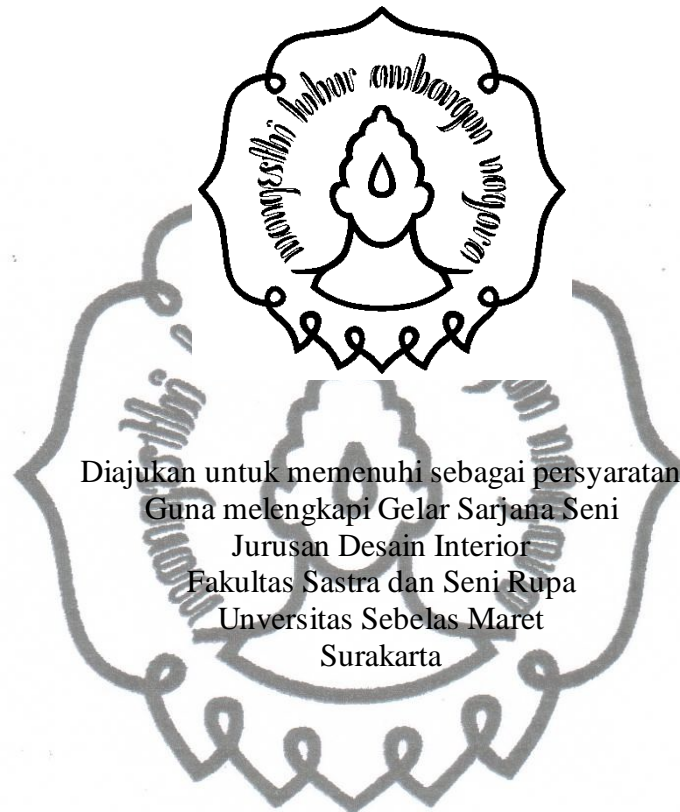 mangesthi luhur ambangun nagara
Diajukan untuk memenuhi sebagai persyaratan
Guna melengkapi Gelar Sarjana Seni
Jurusan Desain Interior
Fakultas Sastra dan Seni Rupa
Unversitas Sebelas Maret
Surakarta